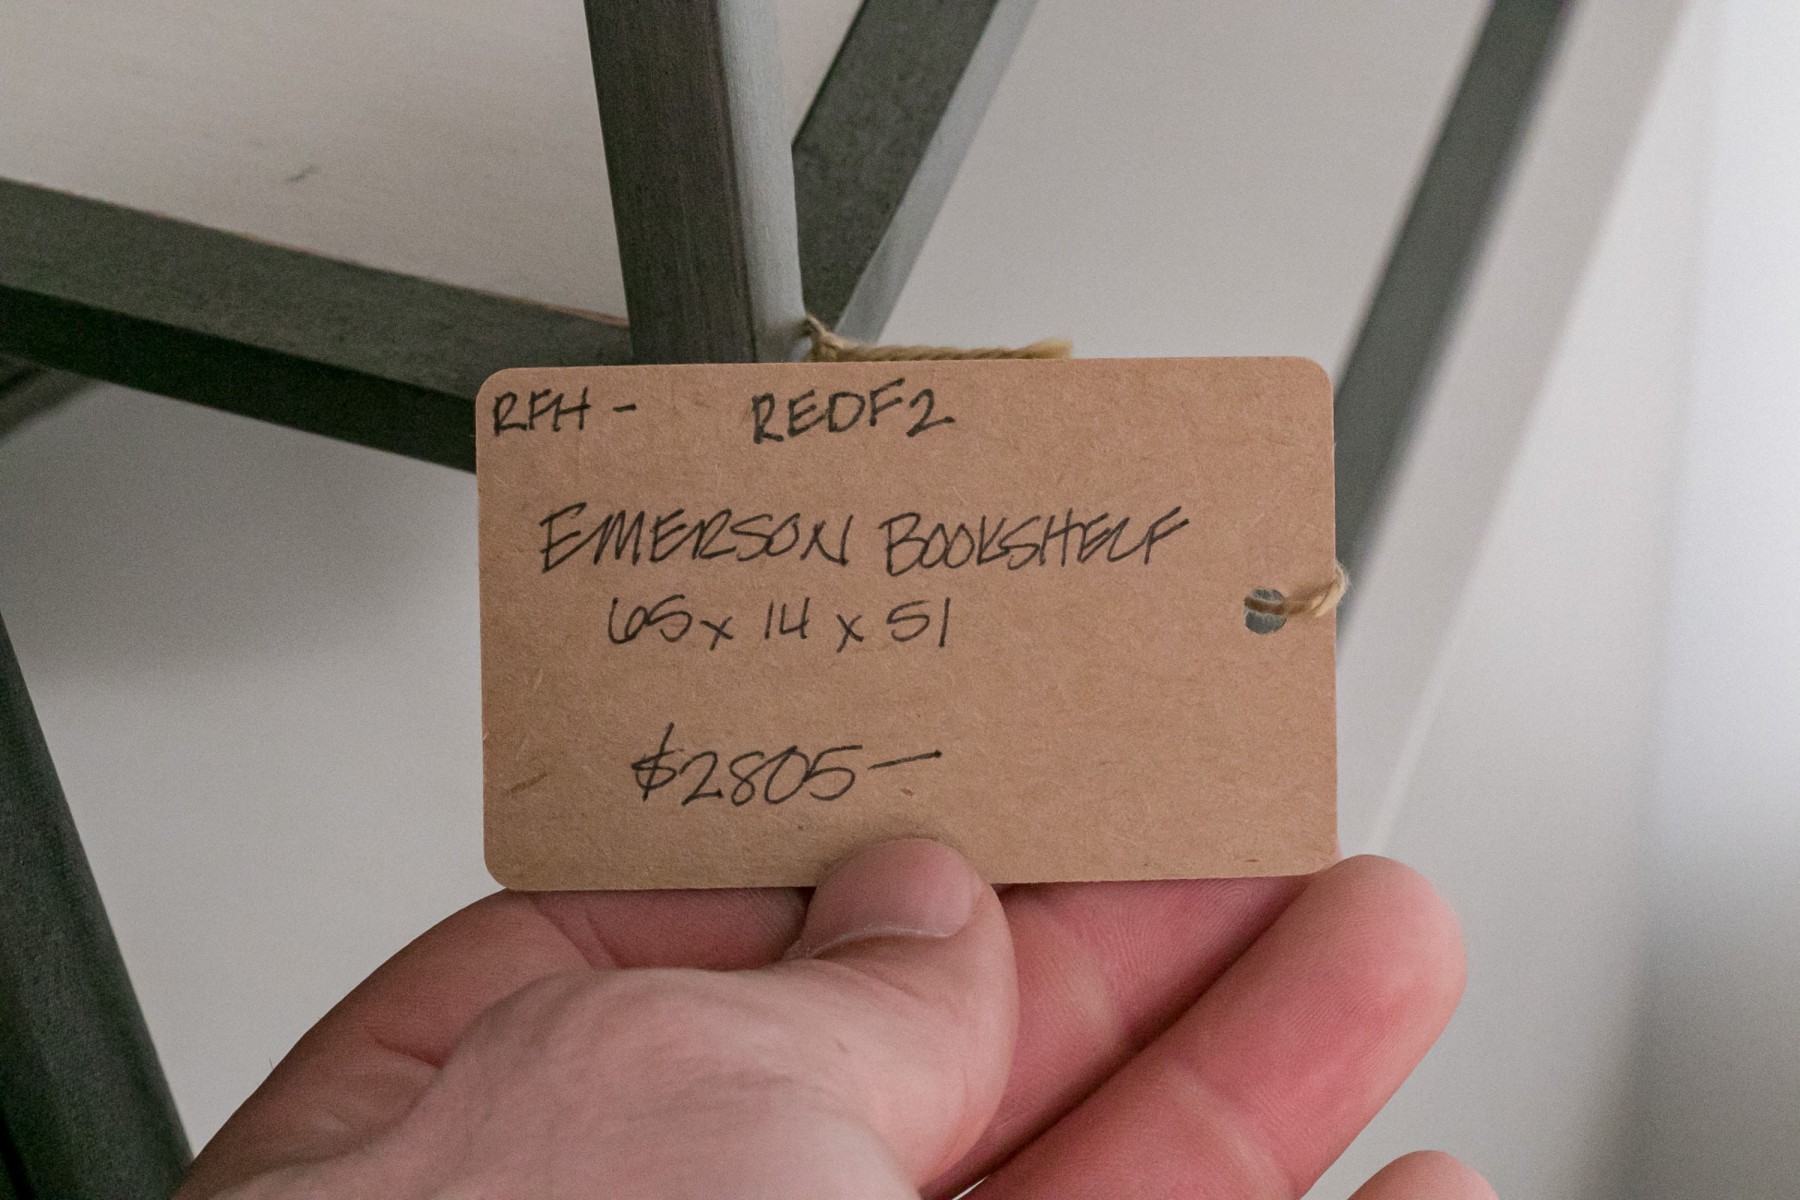 RFH - REDF2
EMERSON BOOKSHELF
65 x 14 x 51
$2805—